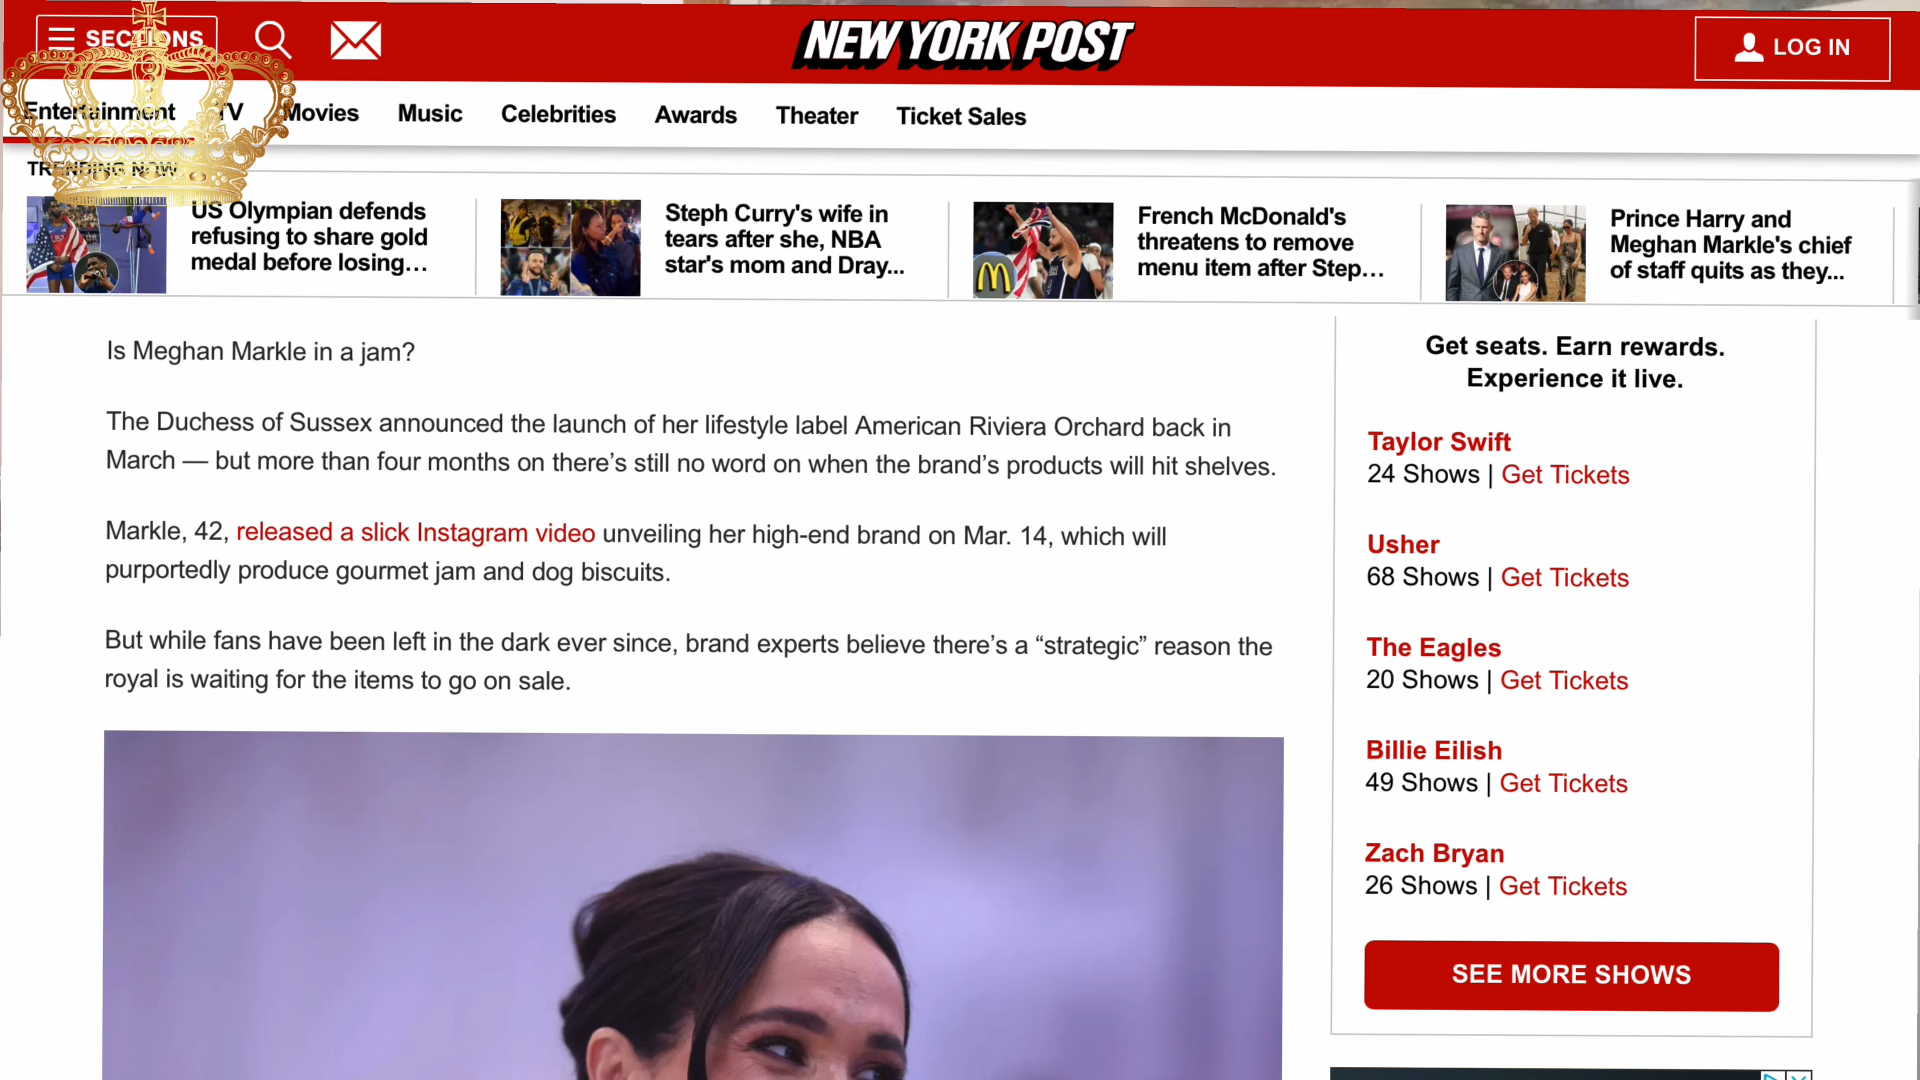 SECTIONS
NEW YORK POST
LOG IN
Entertainment TV Movies Music Celebrities Awards Theater Ticket Sales
TRENDING NOW
US Olympian defends
refusing to share gold
medal before losing...
Steph Curry's wife in
tears after she, NBA
star's mom and Dray...
French McDonald's
threatens to remove
menu item after Step...
Prince Harry and
Meghan Markle's chief
of staff quits as they...
Is Meghan Markle in a jam?
The Duchess of Sussex announced the launch of her lifestyle label American Riviera Orchard back in
March — but more than four months on there’s still no word on when the brand’s products will hit shelves.
Markle, 42, released a slick Instagram video unveiling her high-end brand on Mar. 14, which will
purportedly produce gourmet jam and dog biscuits.
But while fans have been left in the dark ever since, brand experts believe there’s a “strategic” reason the
royal is waiting for the items to go on sale.
Get seats. Earn rewards.
Experience it live.
Taylor Swift
24 Shows | Get Tickets
Usher
68 Shows | Get Tickets
The Eagles
20 Shows | Get Tickets
Billie Eilish
49 Shows | Get Tickets
Zach Bryan
26 Shows | Get Tickets
SEE MORE SHOWS